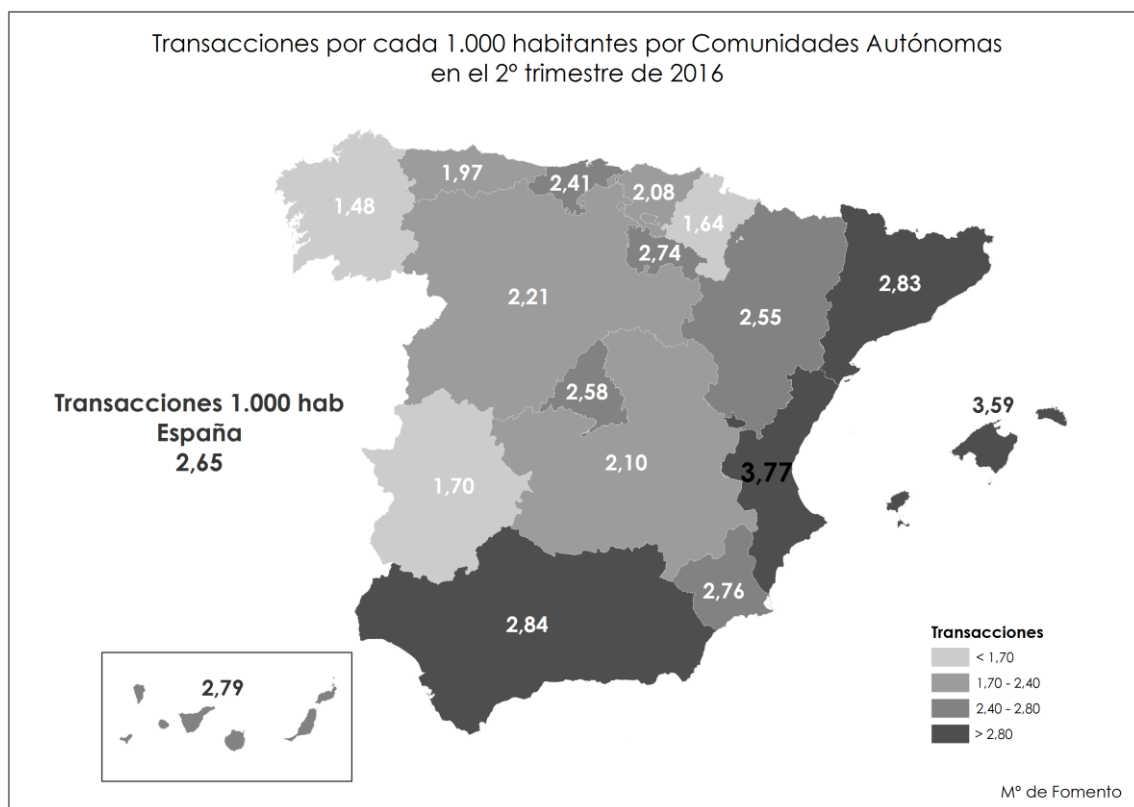 Transacciones por cada 1.000 habitantes por Comunidades Autónomas
en el 2º trimestre de 2016
1,97
2,41
2,08
1,48
1,64
2,74
2,83
2,21
2,55
2,58
Transacciones 1.000 hab
España
2,65
3,59
2,10
3,77
1,70
2,76
2,84
2,79
Transacciones
< 1,70
1,70 - 2,40
2,40 - 2,80
> 2,80
Mº de Fomento